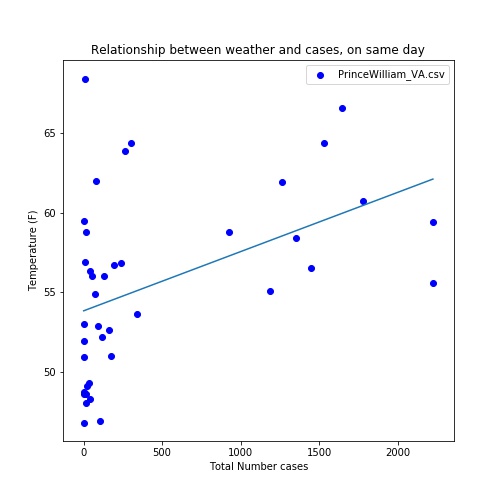 Relationship between weather and cases, on same day
PrinceWilliam_VA.csv
65
60
55
50
Temperature (F)
0 500 1000 1500 2000
Total Number cases